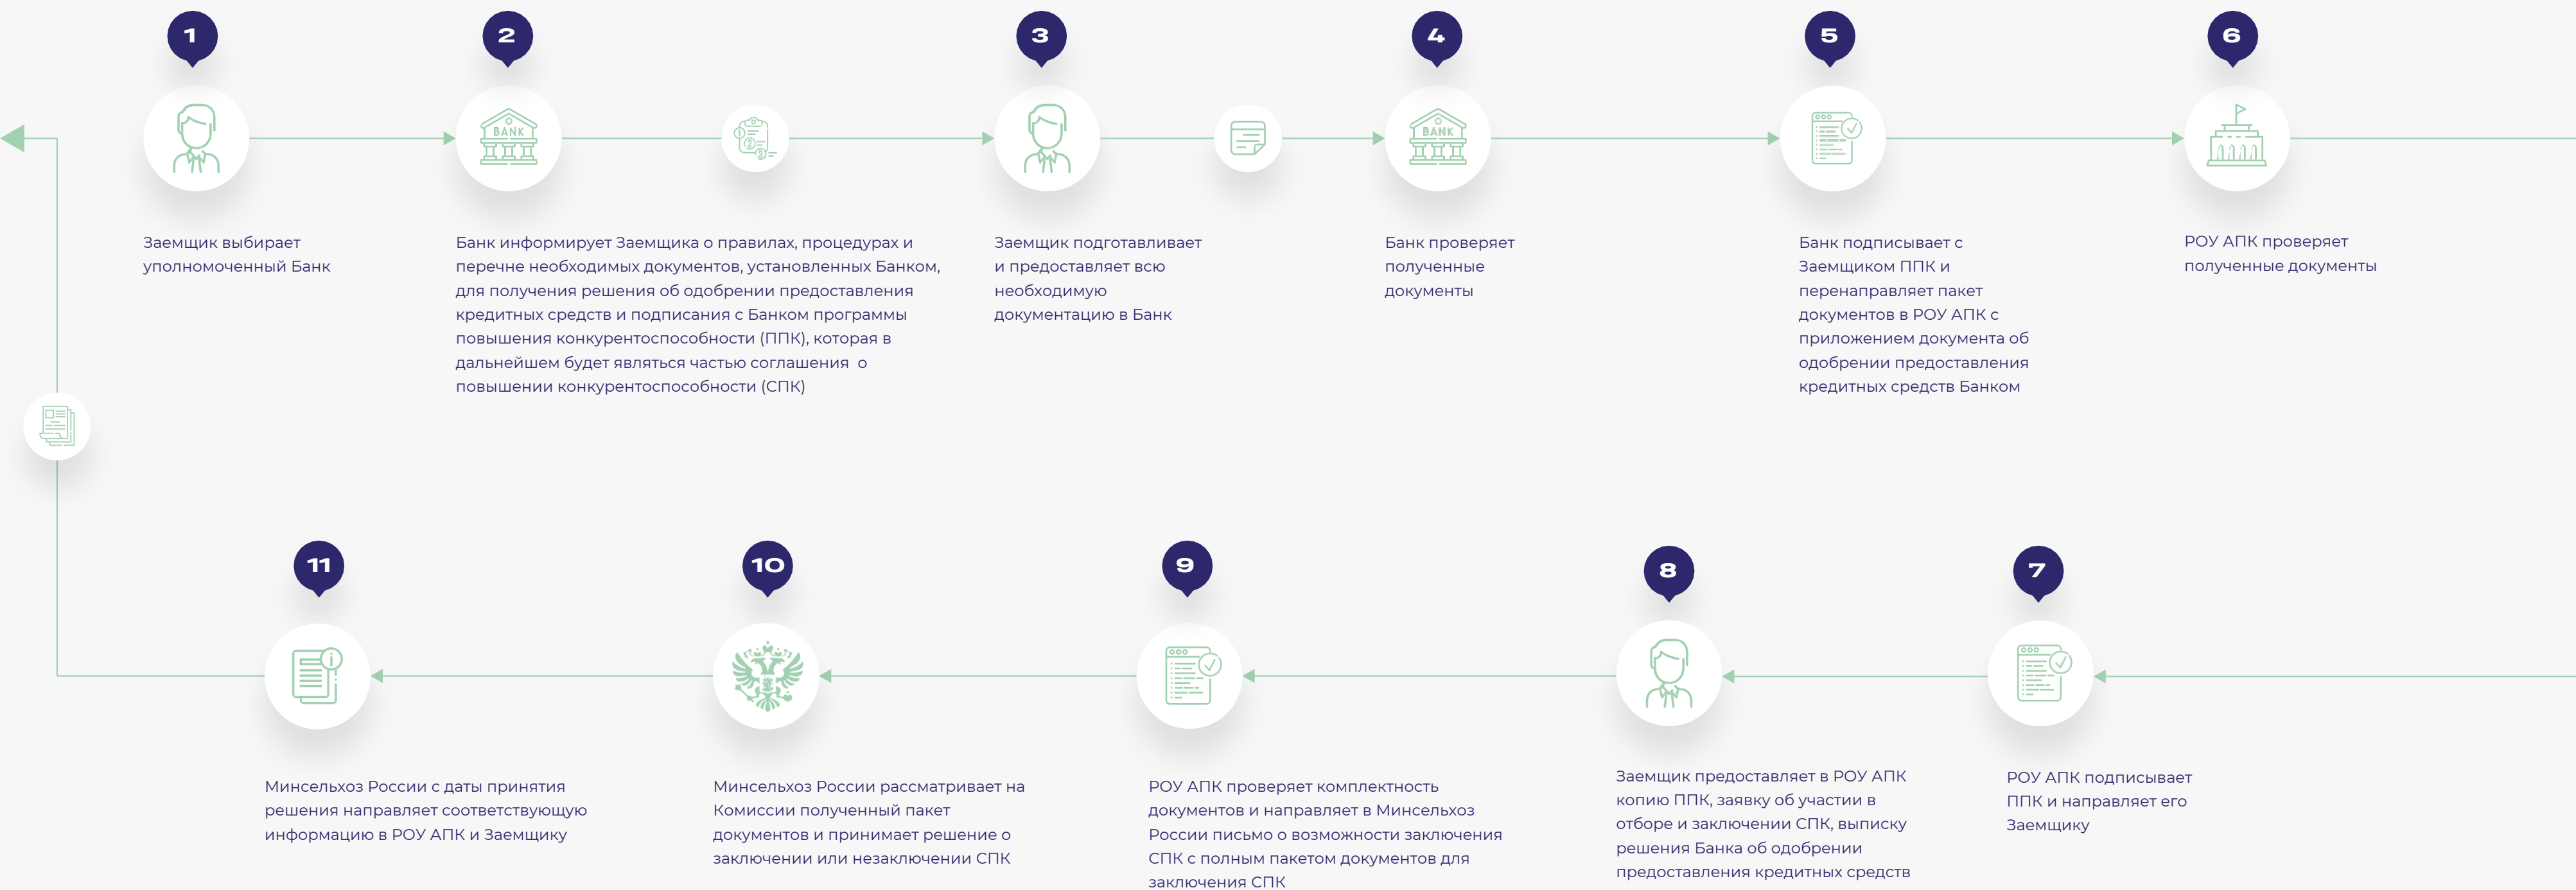 1
2
3
4
5
6
BANK
BANK
1
2
3
Заемщик выбирает
уполномоченный Банк
Банк информирует Заемщика о правилах, процедурах и
перечне необходимых документов, установленных Банком,
для получения решения об одобрении предоставления
кредитных средств и подписания с Банком программы
повышения конкурентоспособности (ППК), которая в
дальнейшем будет являться частью соглашения о
повышении конкурентоспособности (СПК)
Заемщик подготавливает
и предоставляет всю
необходимую
документацию в Банк
Банк проверяет
полученные
документы
Банк подписывает с
Заемщиком ППК и
перенаправляет пакет
документов в РОУ АПК с
приложением документа об
одобрении предоставления
кредитных средств Банком
РОУ АПК проверяет
полученные документы
11
10
9
8
7
Минсельхоз России с даты принятия
решения направляет соответствующую
информацию в РОУ АПК и Заемщику
Минсельхоз России рассматривает на
Комиссии полученный пакет
документов и принимает решение о
заключении или незаключении СПК
РОУ АПК проверяет комплектность
документов и направляет в Минсельхоз
России письмо о возможности заключения
СПК с полным пакетом документов для
заключения СПК
Заемщик предоставляет в РОУ АПК
копию ППК, заявку об участии в
отборе и заключении СПК, выписку
решения Банка об одобрении
предоставления кредитных средств
РОУ АПК подписывает
ППК и направляет его
Заемщику